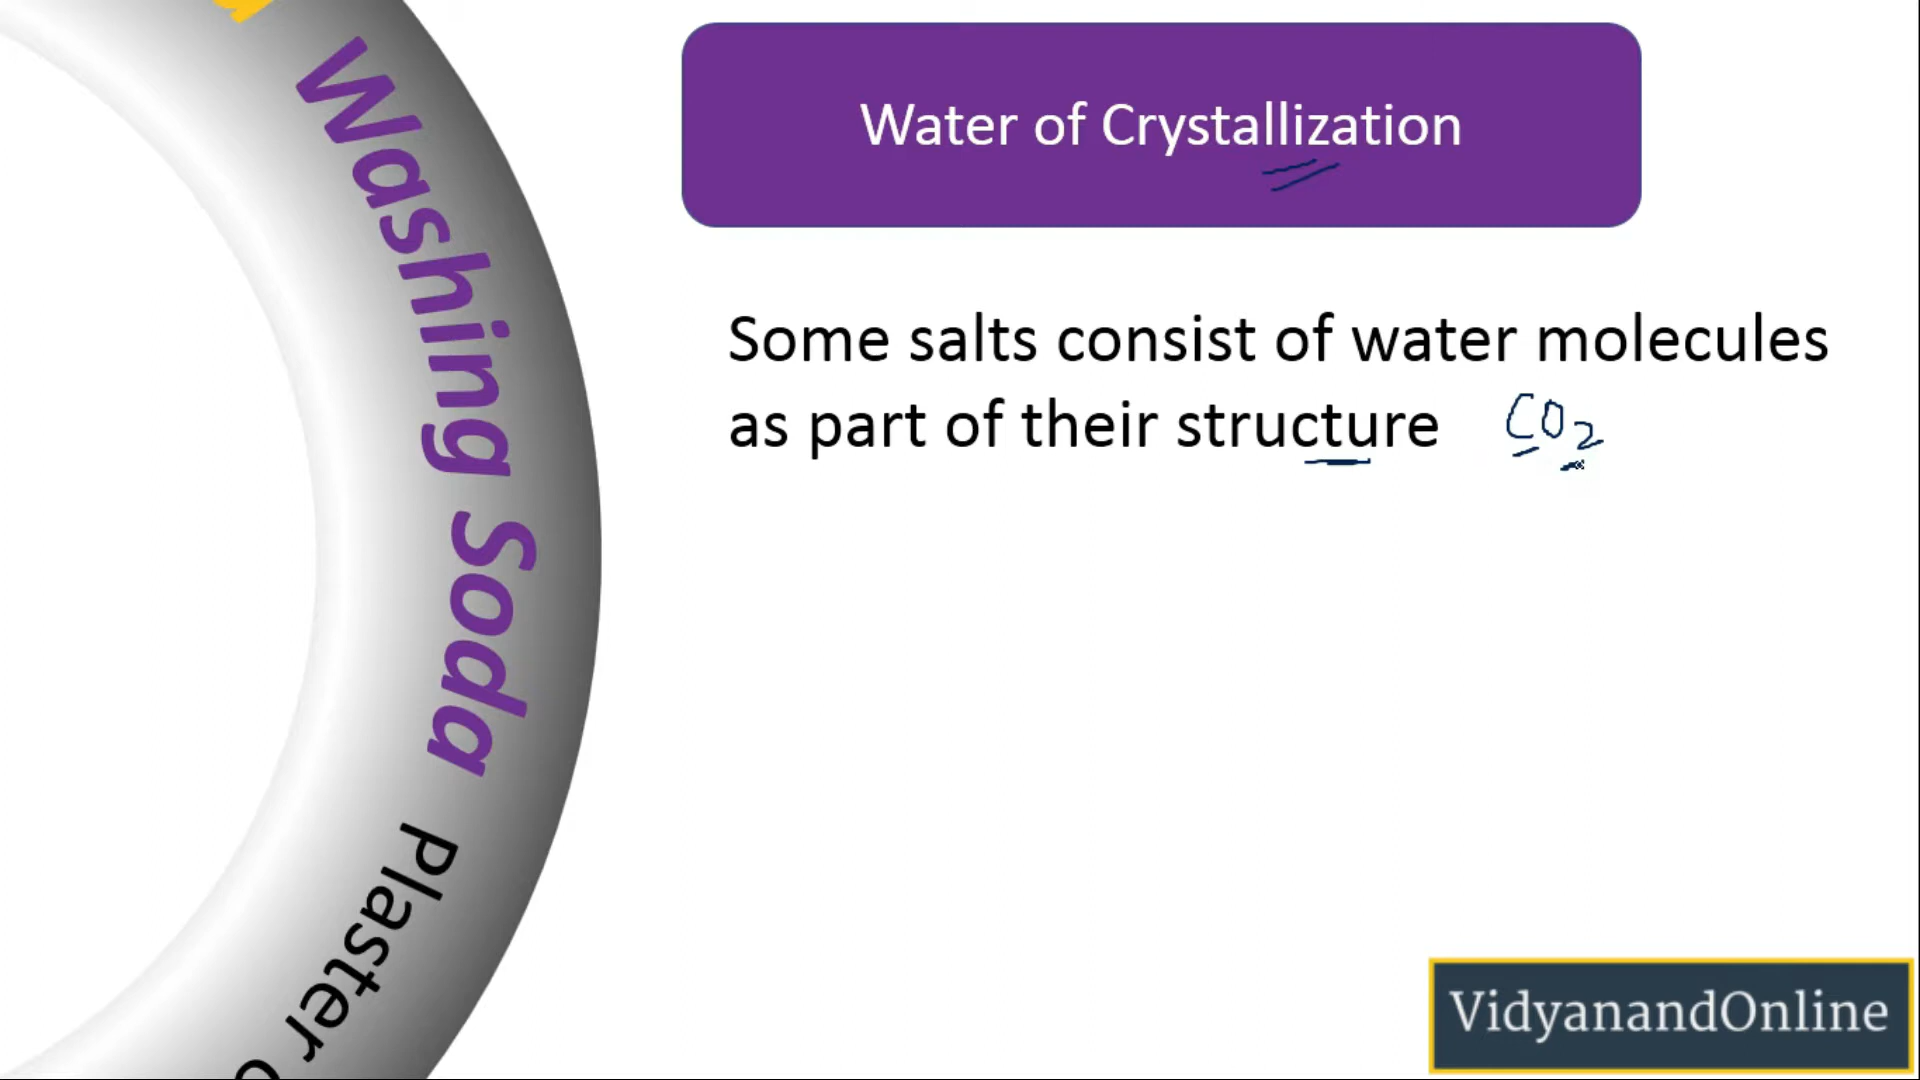 Water of Crystallization
Some salts consist of water molecules
as part of their structure CO2
Washing Soda
Plaster
VidyanandOnline